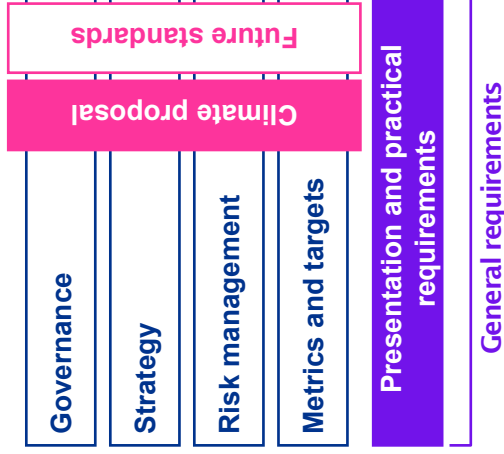 Future standards
Climate proposal
Governance
Strategy
Risk management
Metrics and targets
Presentation and practical
requirements
General requirements